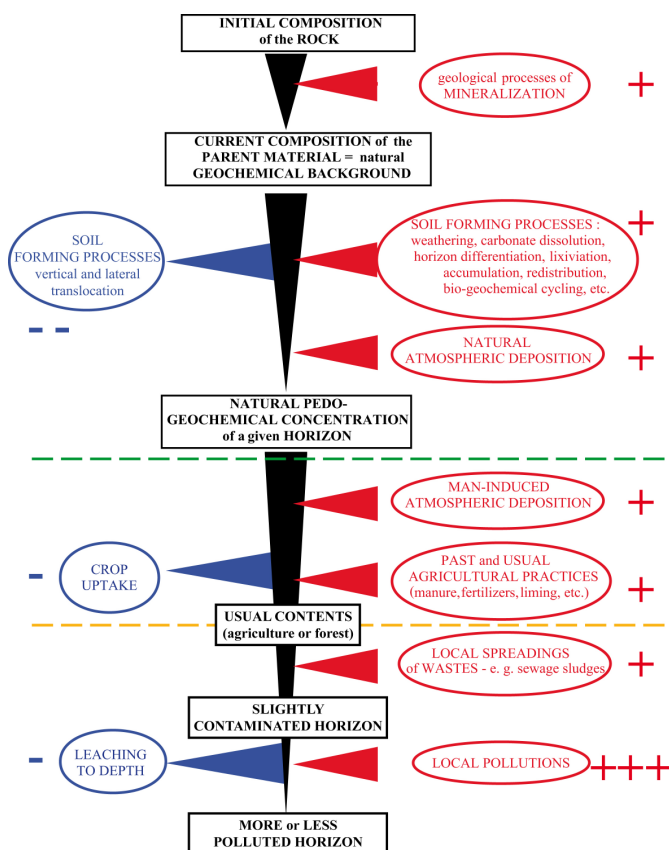 INITIAL COMPOSITION
of the ROCK
geological processes of
MINERALIZATION
+
CURRENT COMPOSITION of the
PARENT MATERIAL = natural
GEOCHEMICAL BACKGROUND
SOIL
FORMING PROCESSES
vertical and lateral
translocation
- -
SOIL FORMING PROCESSES :
weathering, carbonate dissolution,
horizon differentiation, lixiviation,
accumulation, redistribution,
bio-geochemical cycling, etc.
+
NATURAL
ATMOSPHERIC DEPOSITION
+
NATURAL PEDO-
GEOCHEMICAL CONCENTRATION
of a given HORIZON
MAN-INDUCED
ATMOSPHERIC DEPOSITION
+
CROP
UPTAKE
-
PAST and USUAL
AGRICULTURAL PRACTICES
(manure,fertilizers, liming, etc.)
+
USUAL CONTENTS
(agriculture or forest)
LOCAL SPREADINGS
of WASTES - e. g. sewage sludges
+
SLIGHTLY
CONTAMINATED HORIZON
LEACHING
TO DEPTH
-
LOCAL POLLUTIONS
+++
MORE or LESS
POLLUTED HORIZON